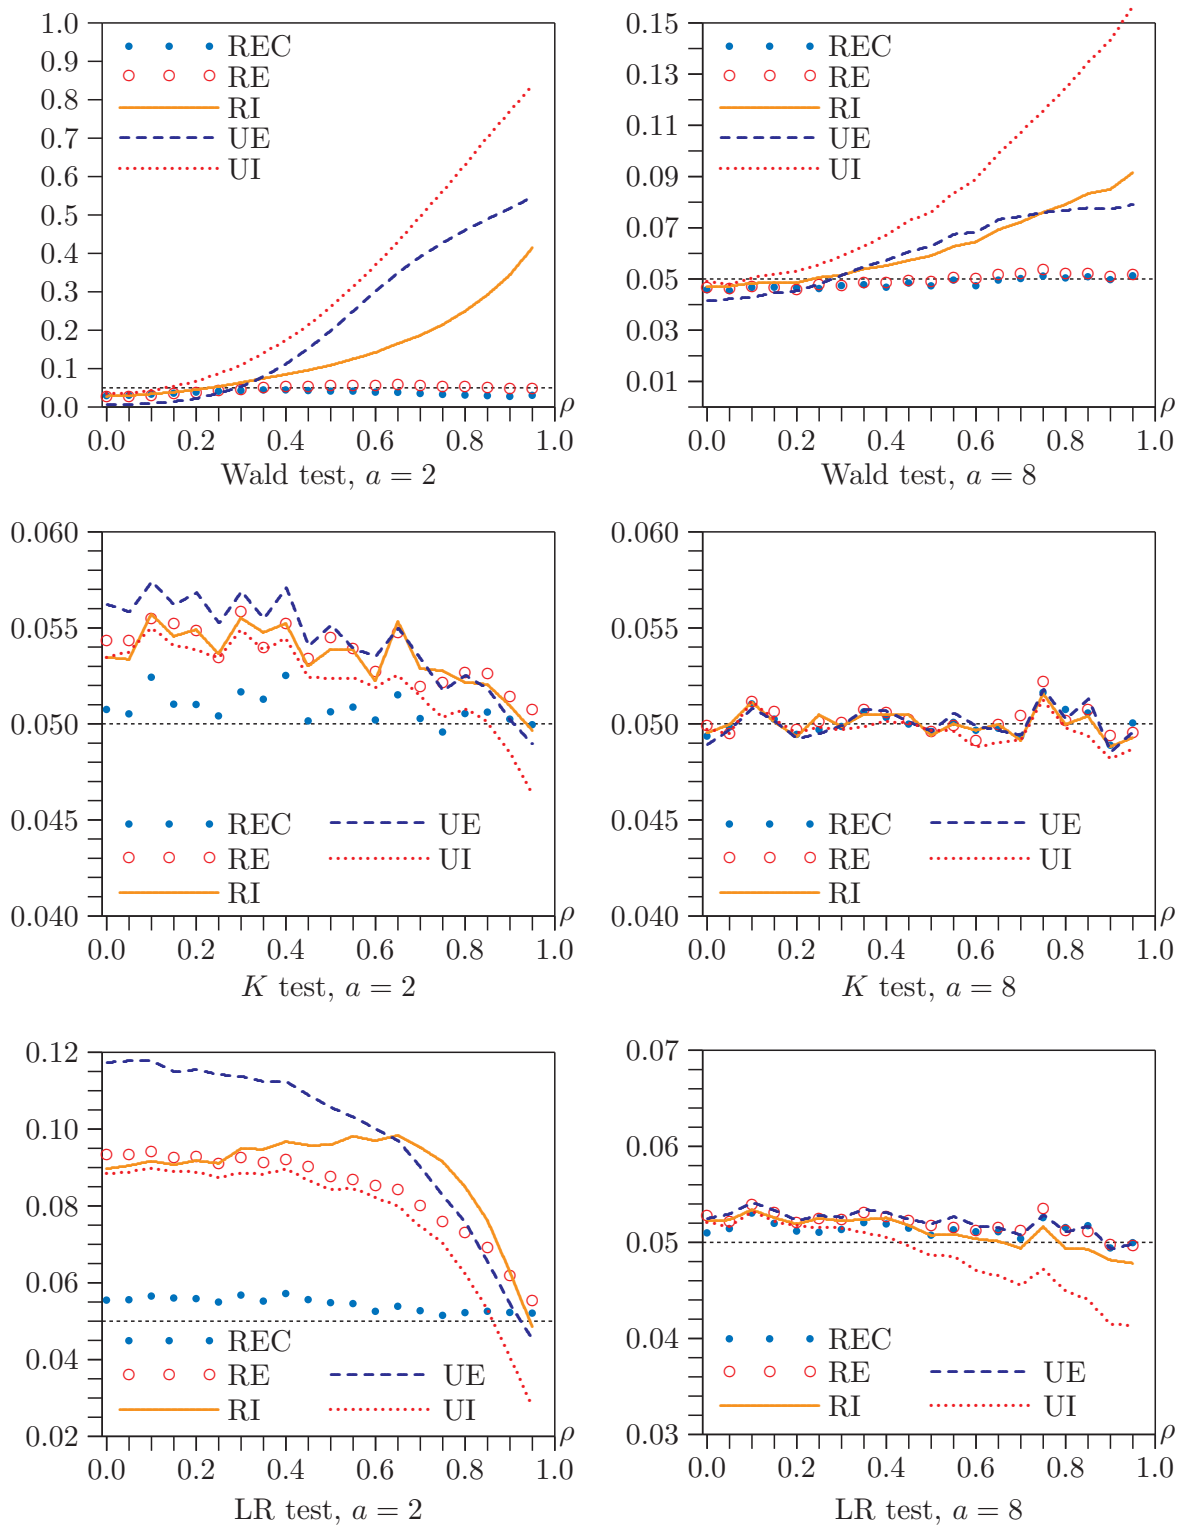 1.0
0.9
0.8
0.7
0.6
0.5
0.4
0.3
0.2
0.1
0.0
REC
RE
RI
UE
UI
0.0 0.2 0.4 0.6 0.8 1.0
ρ
Wald test, a = 2
0.15
0.13
0.11
0.09
0.07
0.05
0.03
0.01
REC
RE
RI
UE
UI
0.0 0.2 0.4 0.6 0.8 1.0
ρ
Wald test, a = 8
0.060
0.055
0.050
0.045
0.040
REC UE
RE UI
RI
0.0 0.2 0.4 0.6 0.8 1.0
ρ
K test, a = 2
0.060
0.055
0.050
0.045
0.040
REC UE
RE UI
RI
0.0 0.2 0.4 0.6 0.8 1.0
ρ
K test, a = 8
0.12
0.10
0.08
0.06
0.04
0.02
REC
RE UE
RI UI
0.0 0.2 0.4 0.6 0.8 1.0
ρ
LR test, a = 2
0.07
0.06
0.05
0.04
0.03
REC
RE UE
RI UI
0.0 0.2 0.4 0.6 0.8 1.0
ρ
LR test, a = 8